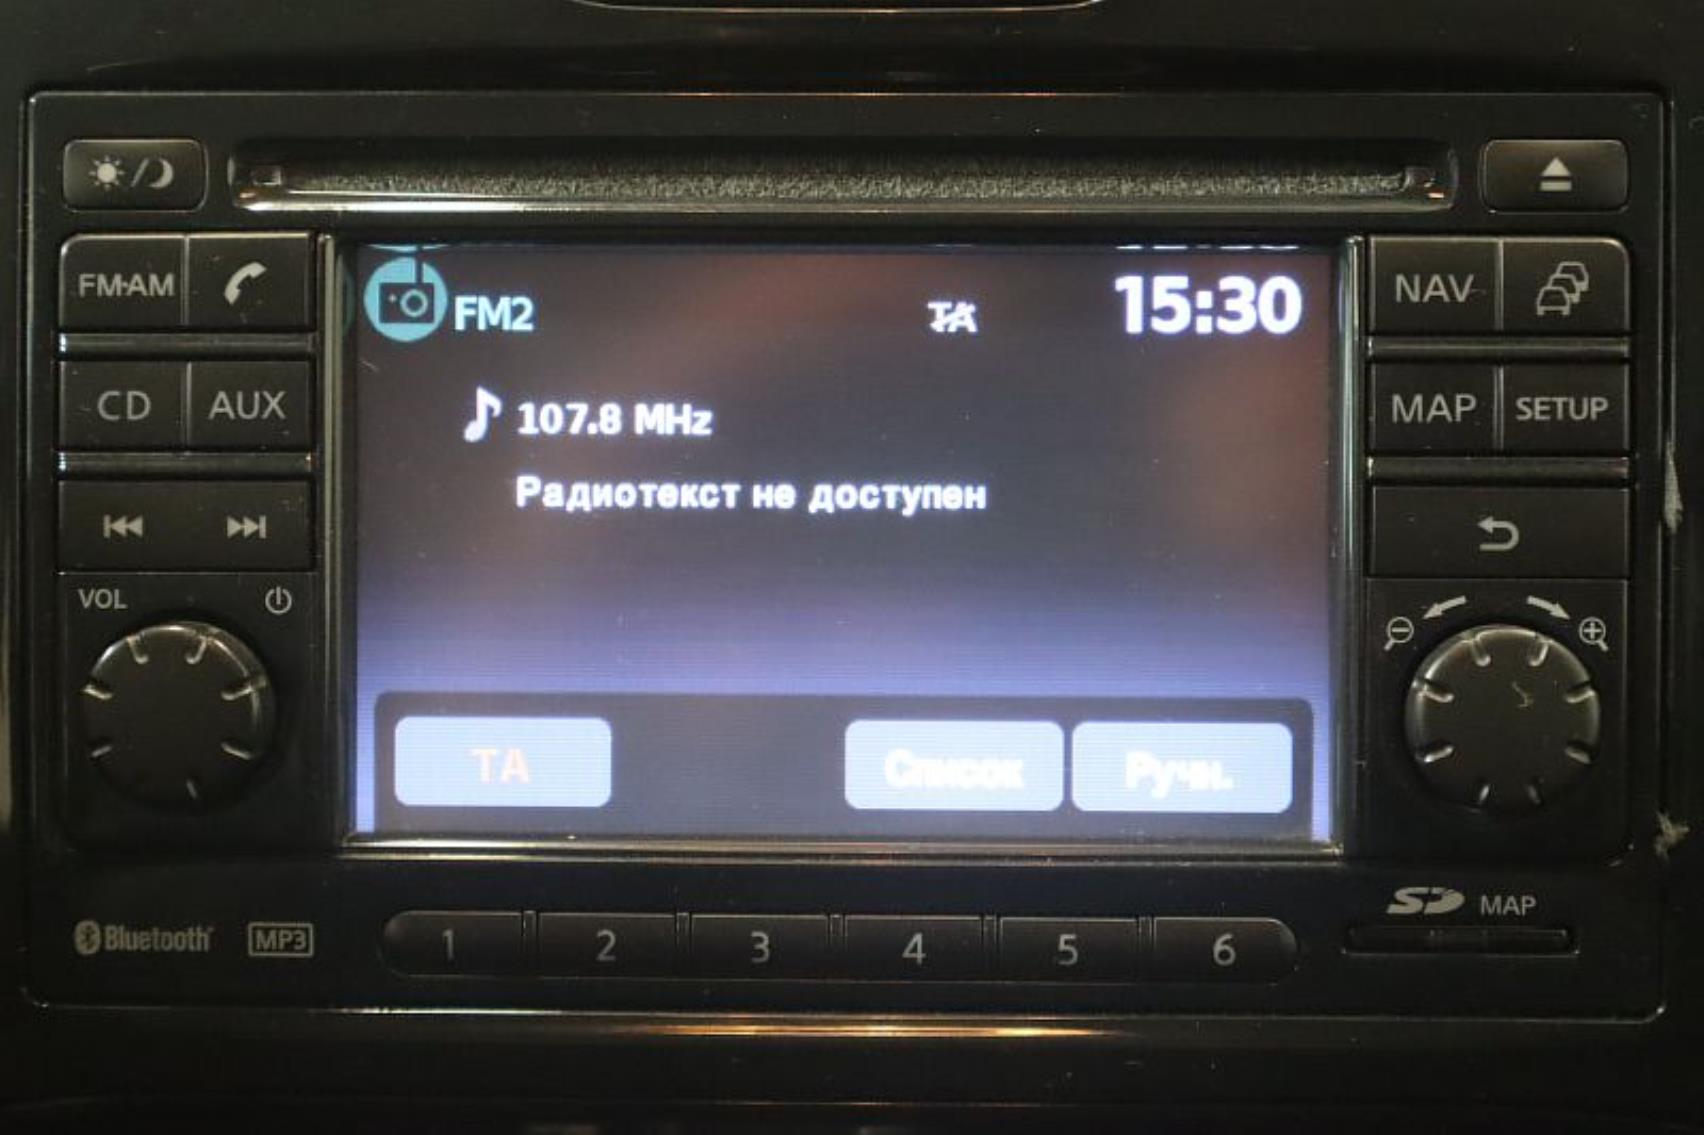 FM·AM
NAV
FM2 TA 15:30
CD AUX
107.8 MHz
MAP SETUP
Радиотекст не доступен
VOL
TA Список Ручн.
Bluetooth MP3
1 2 3 4 5 6
SD MAP